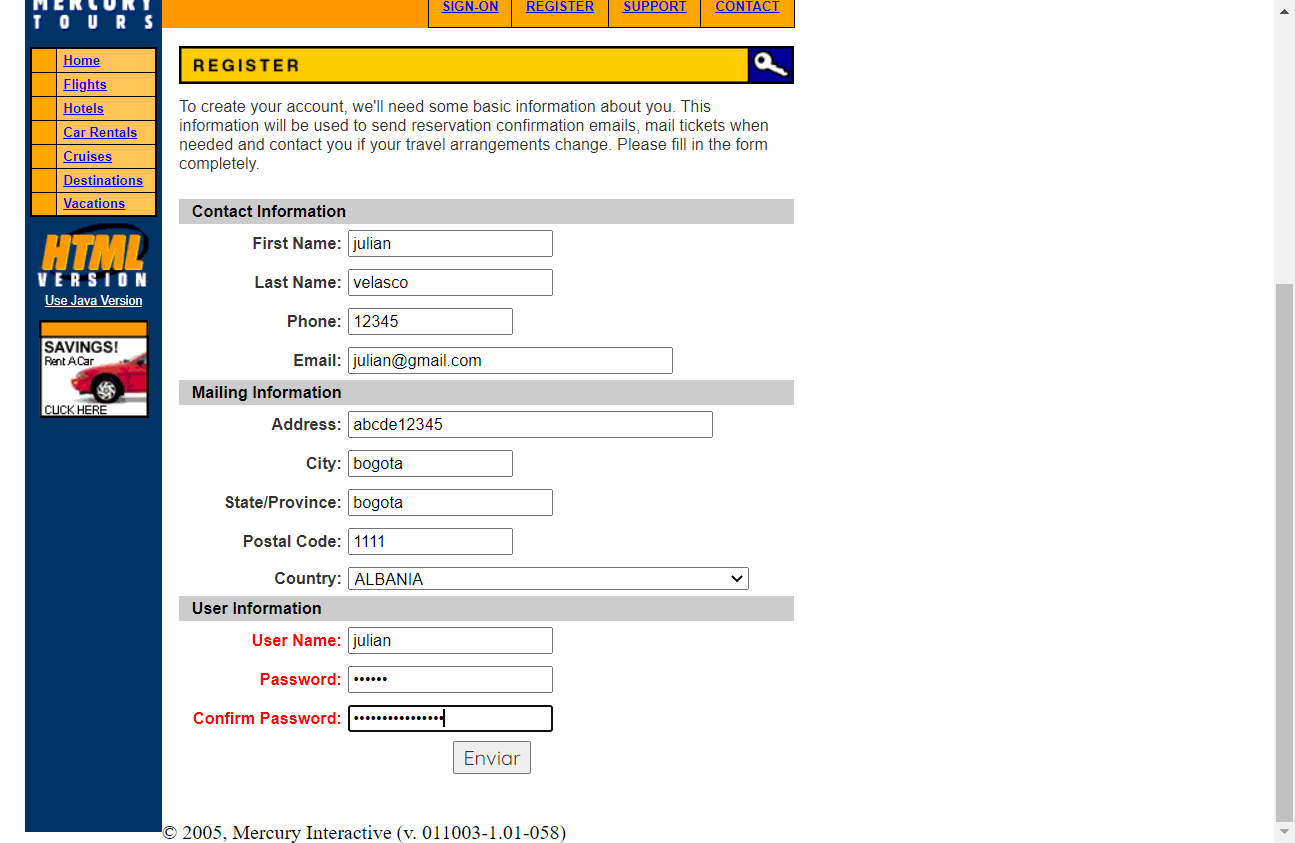 MERCURY
TOURS
SIGN-ON
REGISTER
SUPPORT
CONTACT
Home
Flights
Hotels
Car Rentals
Cruises
Destinations
Vacations
HTML
VERSION
Use Java Version
SAVINGS!
Rent A Car
CLICK HERE
REGISTER
To create your account, we'll need some basic information about you. This
information will be used to send reservation confirmation emails, mail tickets when
needed and contact you if your travel arrangements change. Please fill in the form
completely.
Contact Information
First Name: julian
Last Name: velasco
Phone: 12345
Email: julian@gmail.com
Mailing Information
Address: abcde12345
City: bogota
State/Province: bogota
Postal Code: 1111
Country: ALBANIA
User Information
User Name: julian
Password: ••••••
Confirm Password: ••••••••••••••••
Enviar
© 2005, Mercury Interactive (v. 011003-1.01-058)